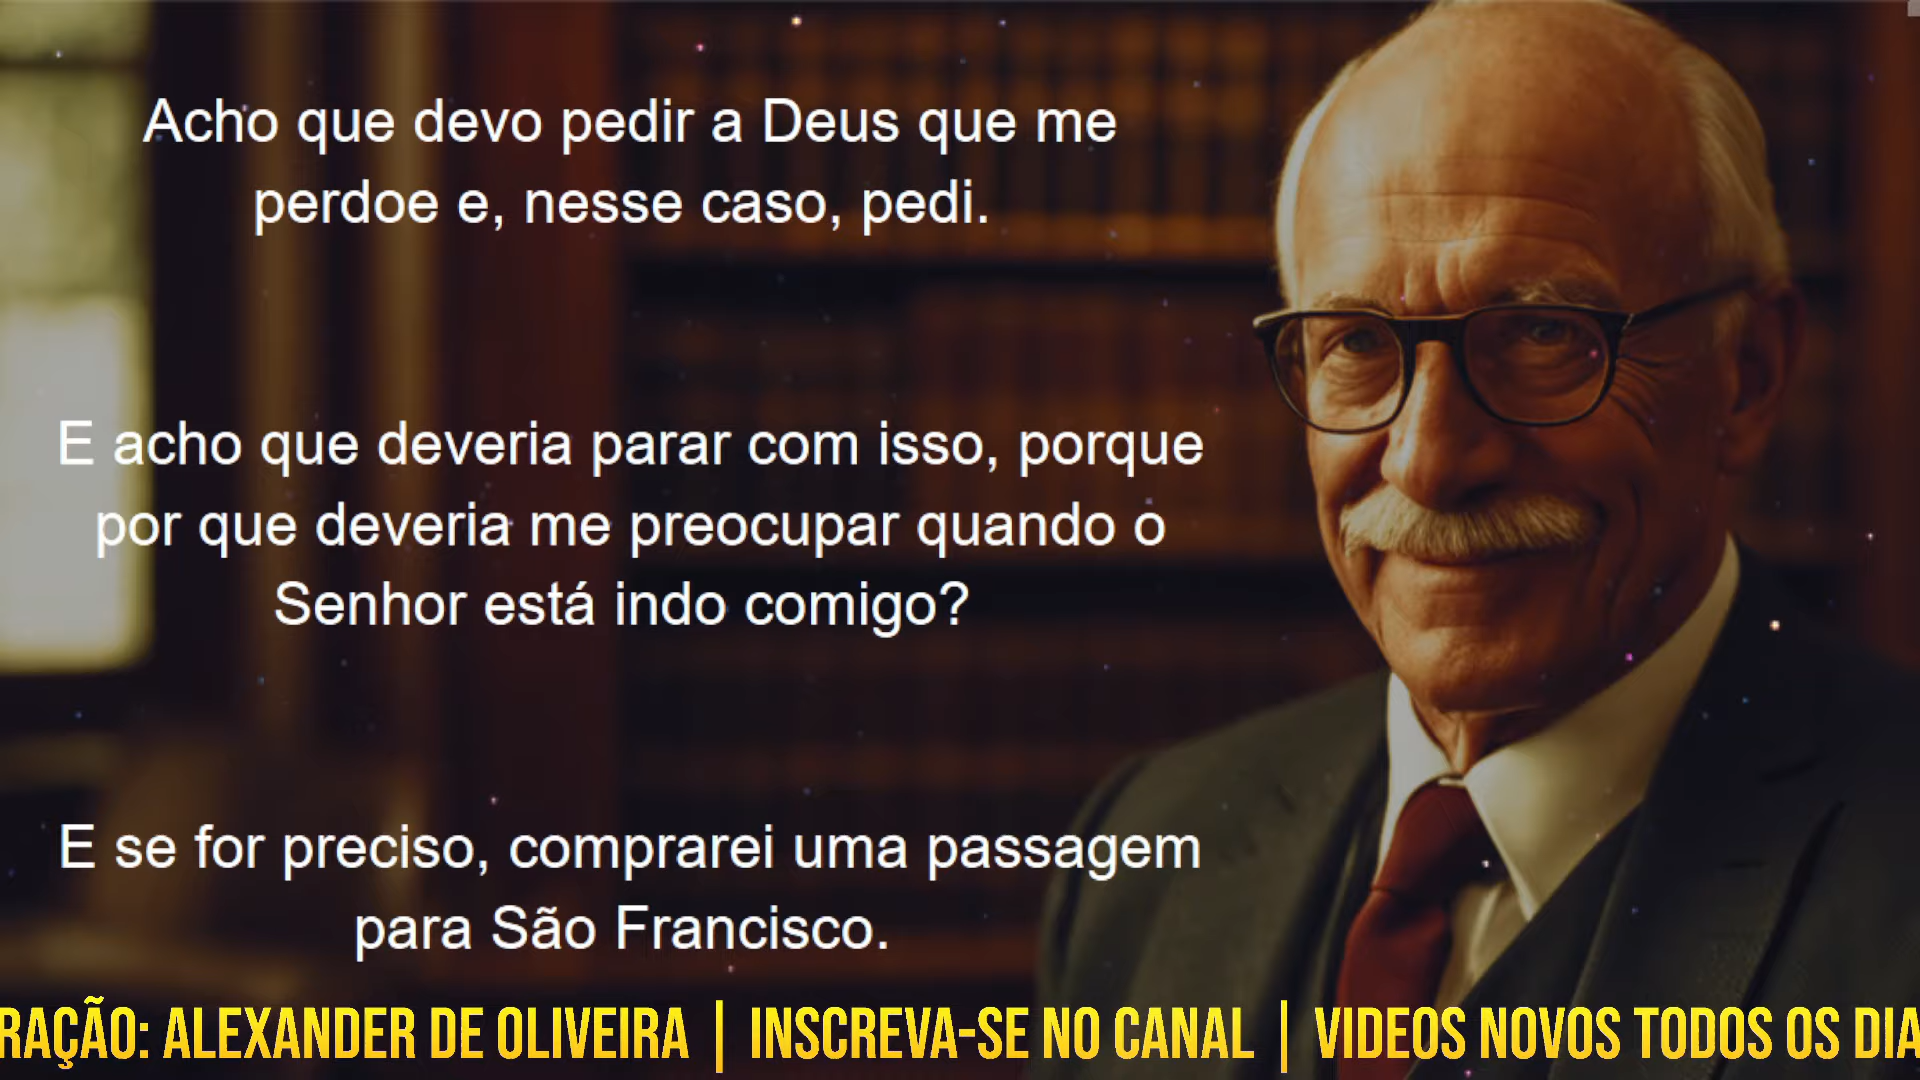 Acho que devo pedir a Deus que me
perdoe e, nesse caso, pedi.
E acho que deveria parar com isso, porque
por que deveria me preocupar quando o
Senhor está indo comigo?
E se for preciso, comprarei uma passagem
para São Francisco.
RAÇÃO: ALEXANDER DE OLIVEIRA | INSCREVA-SE NO CANAL | VIDEOS NOVOS TODOS OS DIA